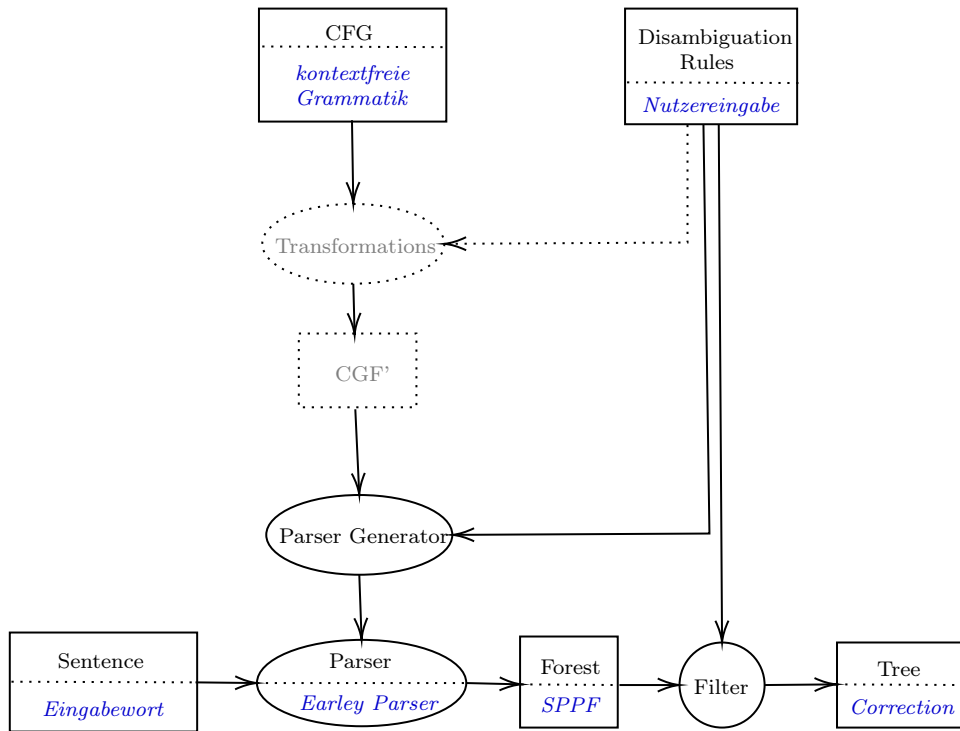 CFG
kontextfreie
Grammatik
Disambiguation
Rules
Nutzereingabe
Transformations
CGF'
Parser Generator
Sentence
Eingabewort
Parser
Earley Parser
Forest
SPPF
Filter
Tree
Correction